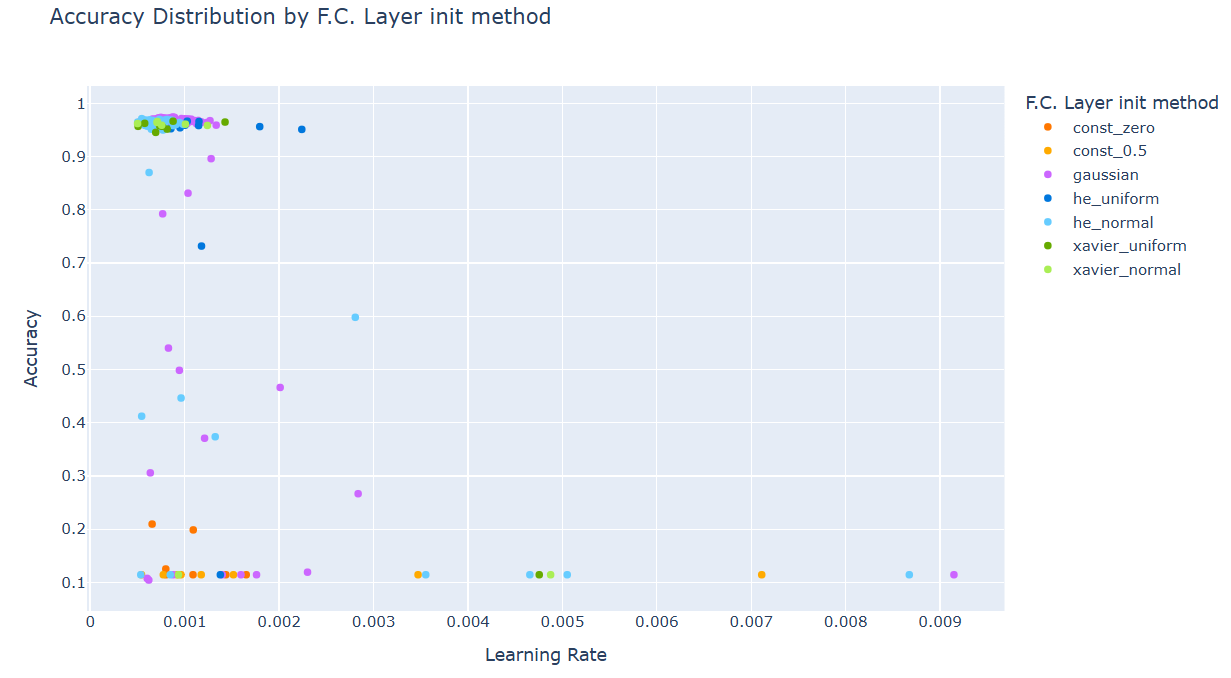 Accuracy Distribution by F.C. Layer init method
F.C. Layer init method
const_zero
const_0.5
gaussian
he_uniform
he_normal
xavier_uniform
xavier_normal
Accuracy
1
0.9
0.8
0.7
0.6
0.5
0.4
0.3
0.2
0.1
0 0.001 0.002 0.003 0.004 0.005 0.006 0.007 0.008 0.009
Learning Rate